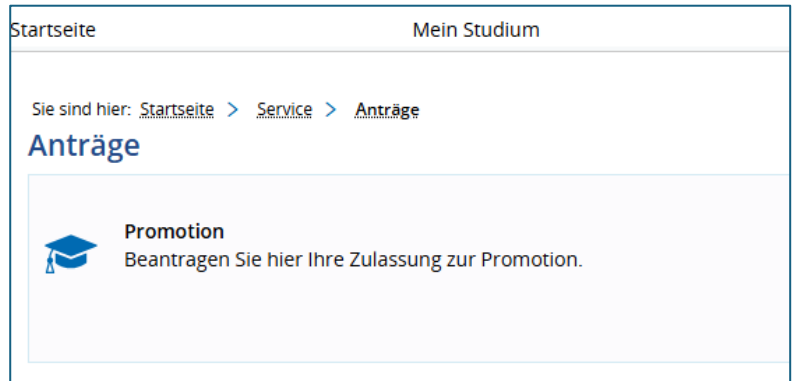 Startseite Mein Studium
Sie sind hier: Startseite > Service > Anträge
Anträge
Promotion
Beantragen Sie hier Ihre Zulassung zur Promotion.